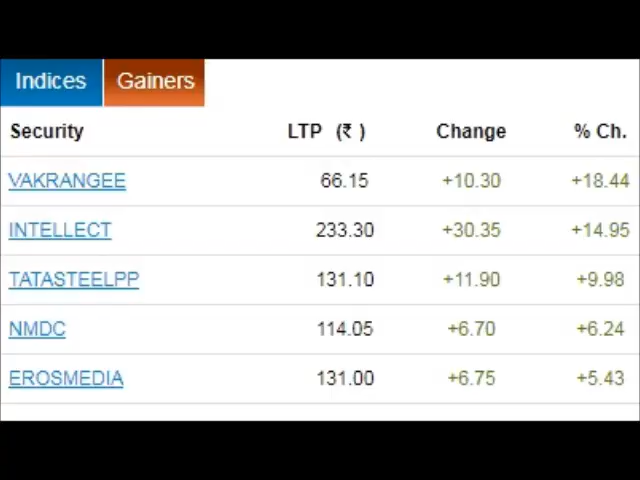 Indices Gainers
Security LTP (₹ ) Change % Ch.
VAKRANGEE 66.15 +10.30 +18.44
INTELLECT 233.30 +30.35 +14.95
TATASTEELPP 131.10 +11.90 +9.98
NMDC 114.05 +6.70 +6.24
EROSMEDIA 131.00 +6.75 +5.43